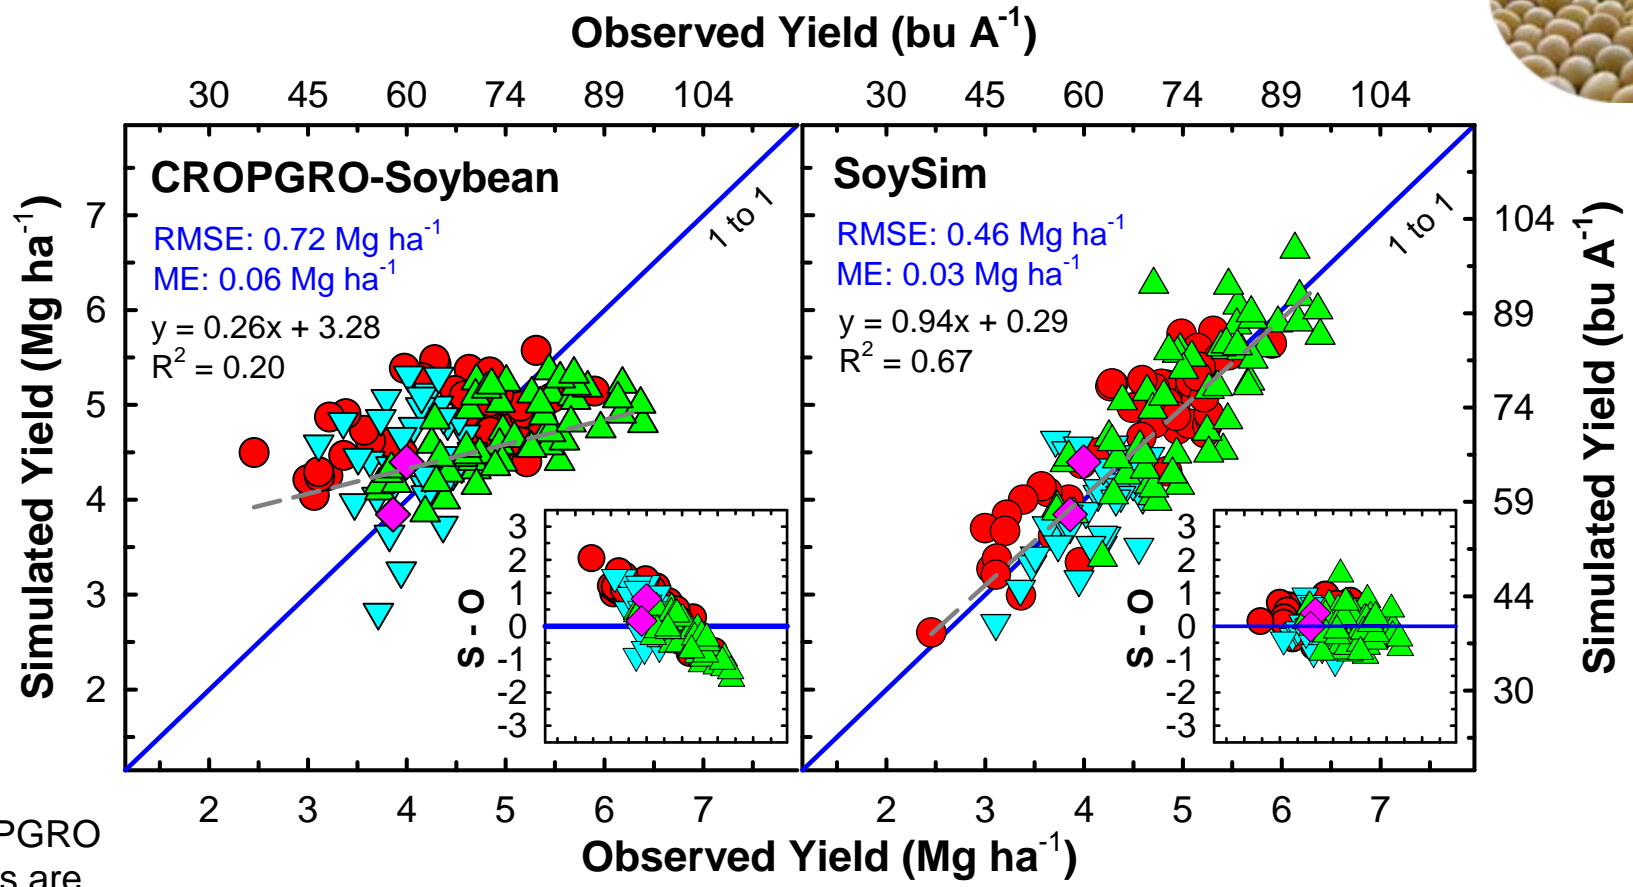 Observed Yield (bu A⁻¹)
30 45 60 74 89 104 30 45 60 74 89 104
CROPGRO-Soybean
RMSE: 0.72 Mg ha⁻¹
ME: 0.06 Mg ha⁻¹
y = 0.26x + 3.28
R² = 0.20
1 to 1
SoySim
RMSE: 0.46 Mg ha⁻¹
ME: 0.03 Mg ha⁻¹
y = 0.94x + 0.29
R² = 0.67
1 to 1
Simulated Yield (Mg ha⁻¹)
7
6
5
4
3
2
S - O
3
2
1
0
-1
-2
-3
S - O
3
2
1
0
-1
-2
-3
104
89
74
59
44
30
Simulated Yield (bu A⁻¹)
2 3 4 5 6 7 2 3 4 5 6 7
Observed Yield (Mg ha⁻¹)
PGRO
s are